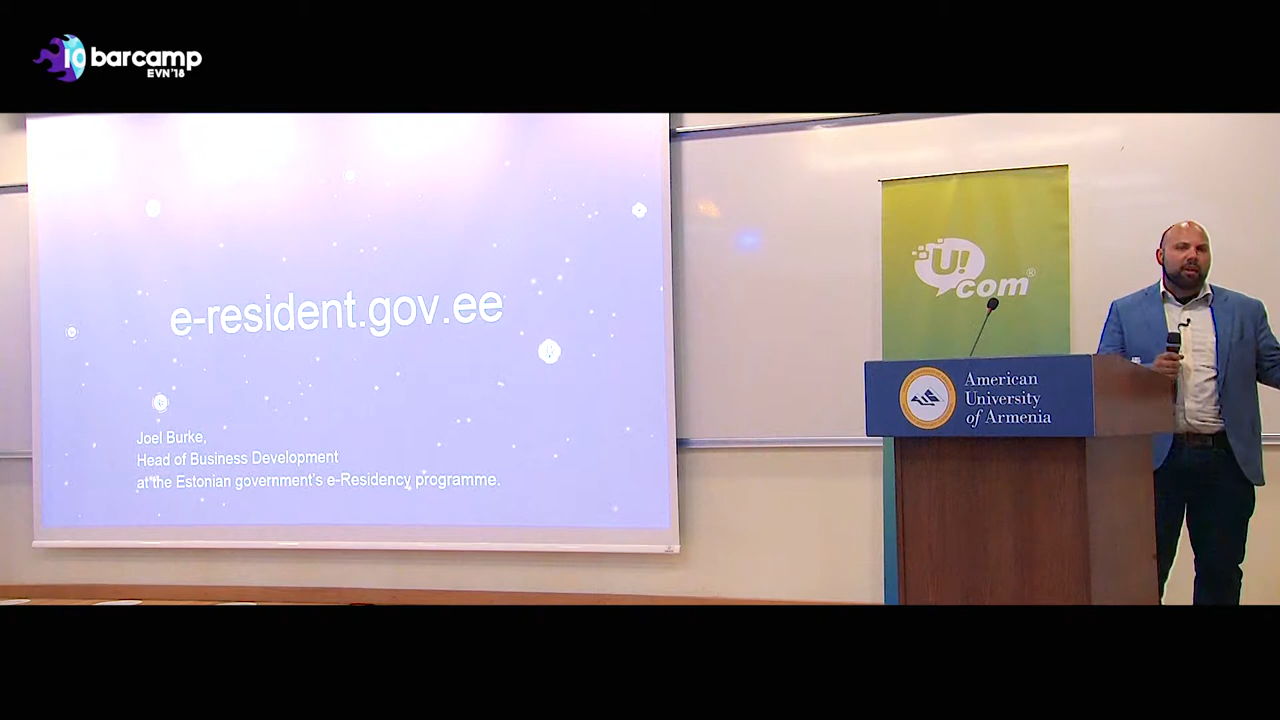 10 barcamp
EVN'18
e-resident.gov.ee
Joel Burke,
Head of Business Development
at the Estonian government's e-Residency programme.
U!
com®
American
University
of Armenia